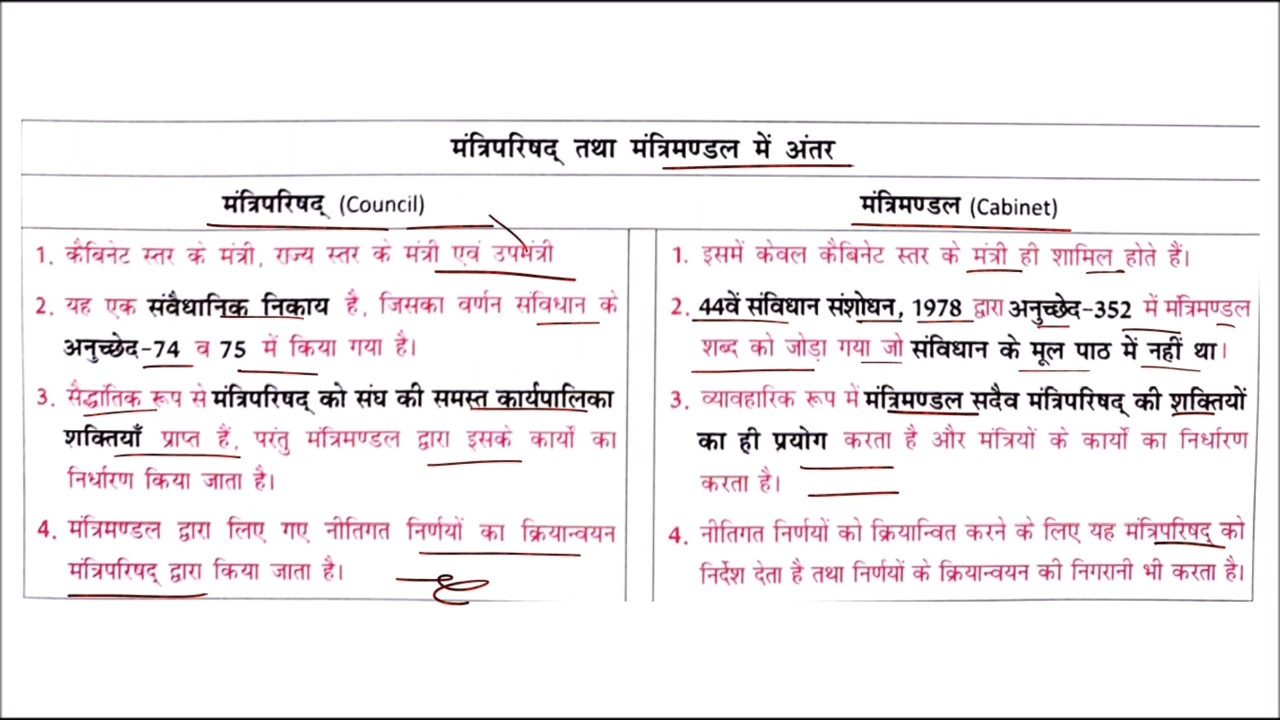 मंत्रिपरिषद् तथा मंत्रिमण्डल में अंतर
मंत्रिपरिषद् (Council)
1. कैबिनेट स्तर के मंत्री, राज्य स्तर के मंत्री एवं उपमंत्री
2. यह एक संवैधानिक निकाय है, जिसका वर्णन संविधान के
अनुच्छेद-74 व 75 में किया गया है।
3. सैद्धांतिक रूप से मंत्रिपरिषद् को संघ की समस्त कार्यपालिका
शक्तियाँ प्राप्त हैं, परंतु मंत्रिमण्डल द्वारा इसके कार्यों का
निर्धारण किया जाता है।
4. मंत्रिमण्डल द्वारा लिए गए नीतिगत निर्णयों का क्रियान्वयन
मंत्रिपरिषद् द्वारा किया जाता है।
मंत्रिमण्डल (Cabinet)
1. इसमें केवल कैबिनेट स्तर के मंत्री ही शामिल होते हैं।
2. 44वें संविधान संशोधन, 1978 द्वारा अनुच्छेद-352 में मंत्रिमण्डल
शब्द को जोड़ा गया जो संविधान के मूल पाठ में नहीं था।
3. व्यावहारिक रूप में मंत्रिमण्डल सदैव मंत्रिपरिषद् की शक्तियों
का ही प्रयोग करता है और मंत्रियों के कार्यों का निर्धारण
करता है।
4. नीतिगत निर्णयों को क्रियान्वित करने के लिए यह मंत्रिपरिषद् को
निर्देश देता है तथा निर्णयों के क्रियान्वयन की निगरानी भी करता है।